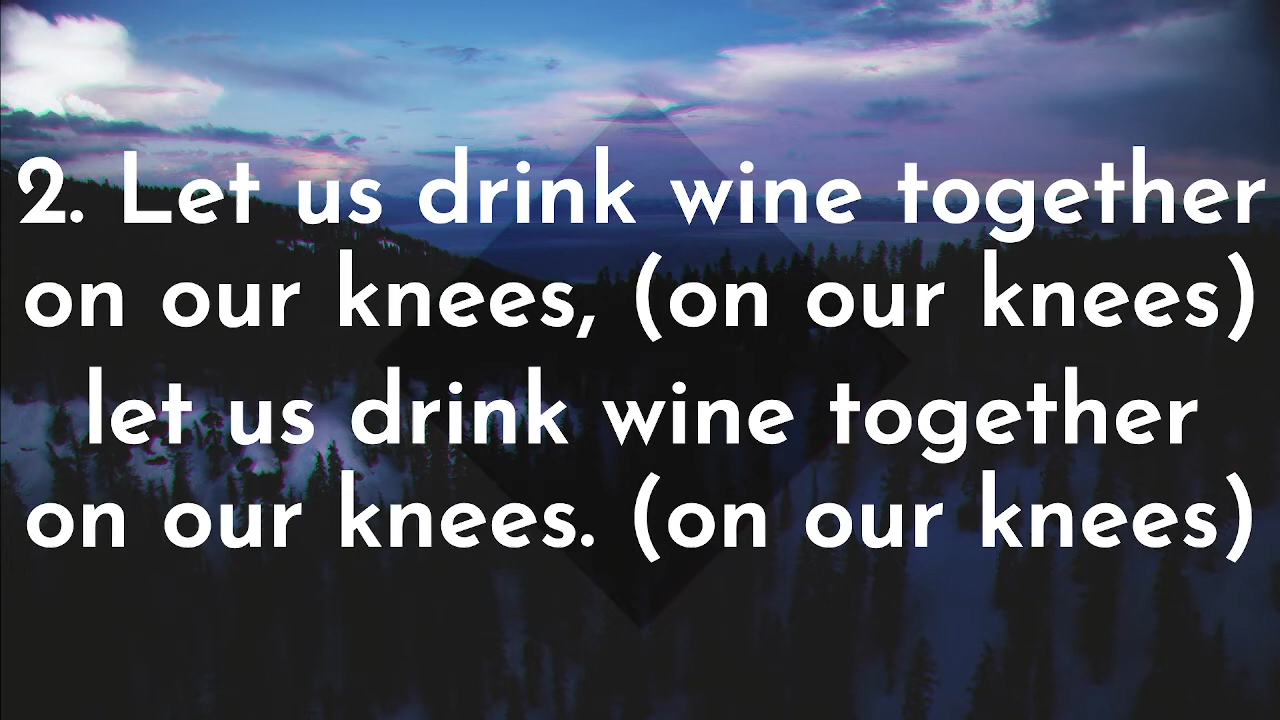 2. Let us drink wine together
on our knees, (on our knees)
let us drink wine together
on our knees. (on our knees)